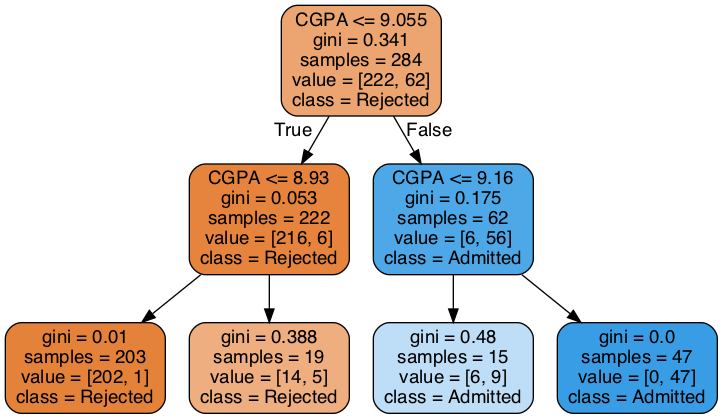 CGPA <= 9.055
gini = 0.341
samples = 284
value = [222, 62]
class = Rejected
True
False
CGPA <= 8.93
gini = 0.053
samples = 222
value = [216, 6]
class = Rejected
CGPA <= 9.16
gini = 0.175
samples = 62
value = [6, 56]
class = Admitted
gini = 0.01
samples = 203
value = [202, 1]
class = Rejected
gini = 0.388
samples = 19
value = [14, 5]
class = Rejected
gini = 0.48
samples = 15
value = [6, 9]
class = Admitted
gini = 0.0
samples = 47
value = [0, 47]
class = Admitted